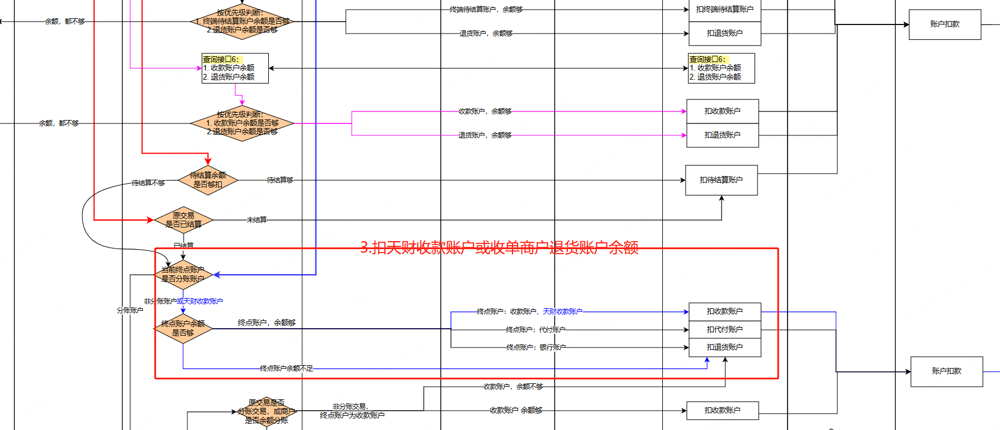 按优先级判断：
1. 终端待结算账户余额是否够
2.退货账户余额是否够
余额，都不够
终端待结算账户，余额够
退货账户，余额够
扣终端待结算账户
扣退货账户
账户扣款
查询接口6：
1. 收款账户余额
2. 退货账户余额
查询接口6：
1. 收款账户余额
2. 退货账户余额
按优先级判断：
1. 收款账户余额是否够
2.退货账户余额是否够
余额，都不够
收款账户，余额够
退货账户，余额够
扣收款账户
扣退货账户
待结算余额
是否够扣
待结算不够
待结算够
扣待结算账户
原交易
是否已结算
未结算
已结算
3.扣天财收款账户或收单商户退货账户余额
当前终点账户
是否分账账户
非分账账户或天财收款账户
分账账户
终点账户余额
是否够
终点账户，余额够
终点账户：收款账户、天财收款账户
终点账户：代付账户
终点账户：银行账户
扣收款账户
扣代付账户
扣退货账户
终点账户余额不足
账户扣款
收款账户，余额不够
原交易是否
分账交易，或商户
是否余额分账
非分账交易，
终点账户为收款账户
收款账户 余额够
扣收款账户